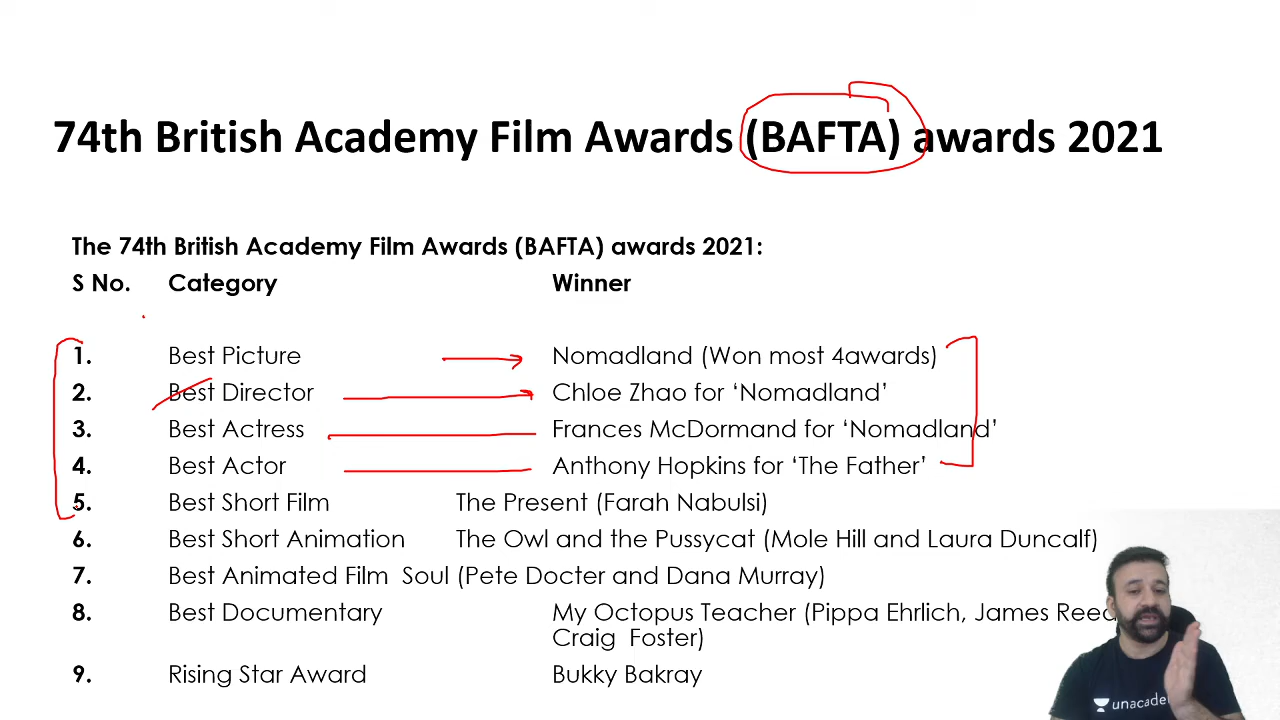 74th British Academy Film Awards (BAFTA) awards 2021
The 74th British Academy Film Awards (BAFTA) awards 2021:
S No. Category Winner
1. Best Picture Nomadland (Won most 4awards)
2. Best Director Chloe Zhao for ‘Nomadland’
3. Best Actress Frances McDormand for ‘Nomadland’
4. Best Actor Anthony Hopkins for ‘The Father’
5. Best Short Film The Present (Farah Nabulsi)
6. Best Short Animation The Owl and the Pussycat (Mole Hill and Laura Duncalf)
7. Best Animated Film Soul (Pete Docter and Dana Murray)
8. Best Documentary My Octopus Teacher (Pippa Ehrlich, James Reed
Craig Foster)
9. Rising Star Award Bukky Bakray